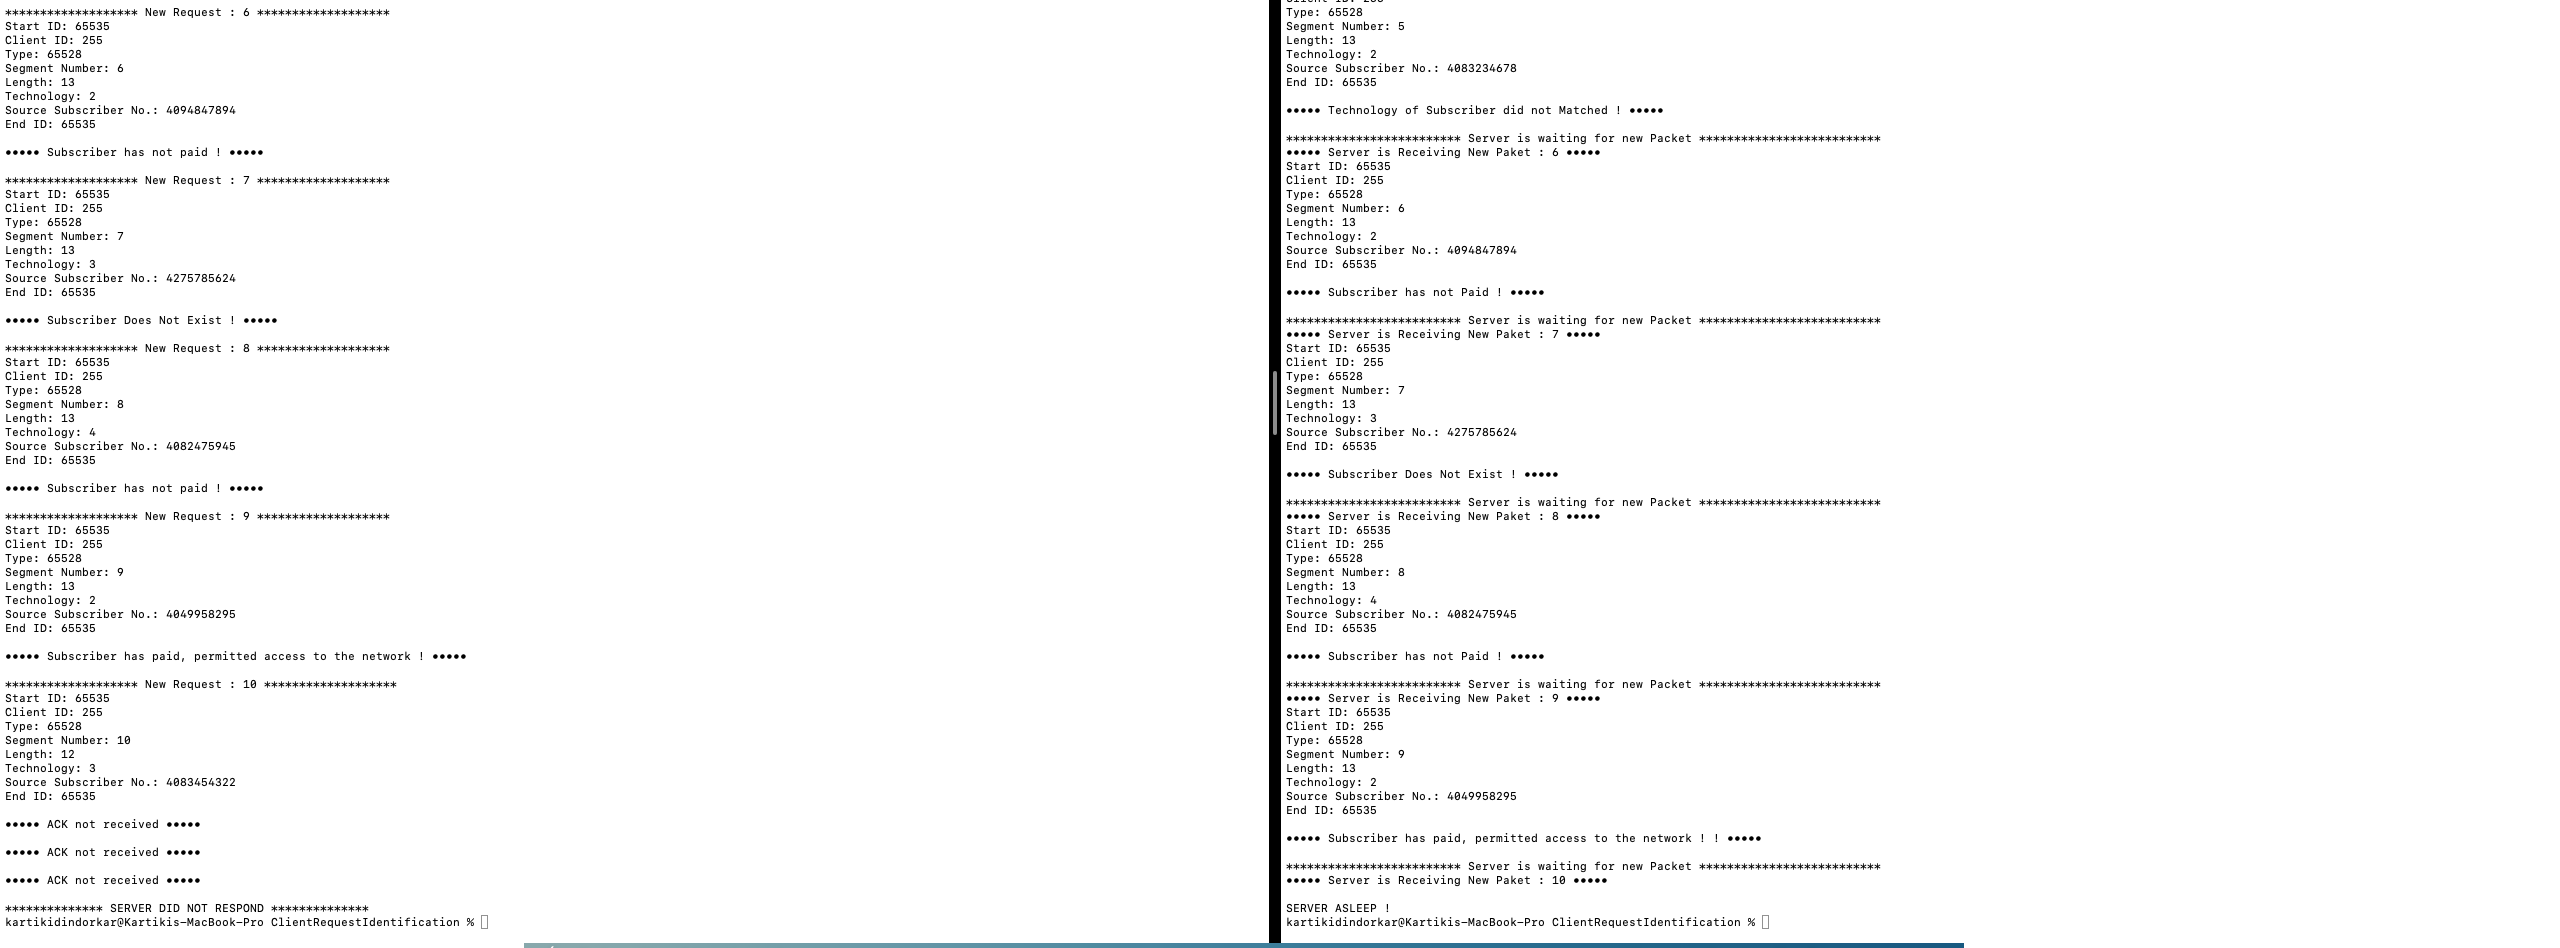 ******************* New Request : 6 *******************
Start ID: 65535
Client ID: 255
Type: 65528
Segment Number: 6
Length: 13
Technology: 2
Source Subscriber No.: 4094847894
End ID: 65535
••••• Subscriber has not paid ! •••••
******************* New Request : 7 *******************
Start ID: 65535
Client ID: 255
Type: 65528
Segment Number: 7
Length: 13
Technology: 3
Source Subscriber No.: 4275785624
End ID: 65535
••••• Subscriber Does Not Exist ! •••••
******************* New Request : 8 *******************
Start ID: 65535
Client ID: 255
Type: 65528
Segment Number: 8
Length: 13
Technology: 4
Source Subscriber No.: 4082475945
End ID: 65535
••••• Subscriber has not paid ! •••••
******************* New Request : 9 *******************
Start ID: 65535
Client ID: 255
Type: 65528
Segment Number: 9
Length: 13
Technology: 2
Source Subscriber No.: 4049958295
End ID: 65535
••••• Subscriber has paid, permitted access to the network ! •••••
******************* New Request : 10 *******************
Start ID: 65535
Client ID: 255
Type: 65528
Segment Number: 10
Length: 12
Technology: 3
Source Subscriber No.: 4083454322
End ID: 65535
••••• ACK not received •••••
••••• ACK not received •••••
••••• ACK not received •••••
************** SERVER DID NOT RESPOND **************
kartikidindorkar@Kartikis-MacBook-Pro ClientRequestIdentification %
Client ID: 255
Type: 65528
Segment Number: 5
Length: 13
Technology: 2
Source Subscriber No.: 4083234678
End ID: 65535
••••• Technology of Subscriber did not Matched ! •••••
************************* Server is waiting for new Packet **************************
••••• Server is Receiving New Paket : 6 •••••
Start ID: 65535
Client ID: 255
Type: 65528
Segment Number: 6
Length: 13
Technology: 2
Source Subscriber No.: 4094847894
End ID: 65535
••••• Subscriber has not Paid ! •••••
************************* Server is waiting for new Packet **************************
••••• Server is Receiving New Paket : 7 •••••
Start ID: 65535
Client ID: 255
Type: 65528
Segment Number: 7
Length: 13
Technology: 3
Source Subscriber No.: 4275785624
End ID: 65535
••••• Subscriber Does Not Exist ! •••••
************************* Server is waiting for new Packet **************************
••••• Server is Receiving New Paket : 8 •••••
Start ID: 65535
Client ID: 255
Type: 65528
Segment Number: 8
Length: 13
Technology: 4
Source Subscriber No.: 4082475945
End ID: 65535
••••• Subscriber has not Paid ! •••••
************************* Server is waiting for new Packet **************************
••••• Server is Receiving New Paket : 9 •••••
Start ID: 65535
Client ID: 255
Type: 65528
Segment Number: 9
Length: 13
Technology: 2
Source Subscriber No.: 4049958295
End ID: 65535
••••• Subscriber has paid, permitted access to the network ! ! •••••
************************* Server is waiting for new Packet **************************
••••• Server is Receiving New Paket : 10 •••••
SERVER ASLEEP !
kartikidindorkar@Kartikis-MacBook-Pro ClientRequestIdentification %